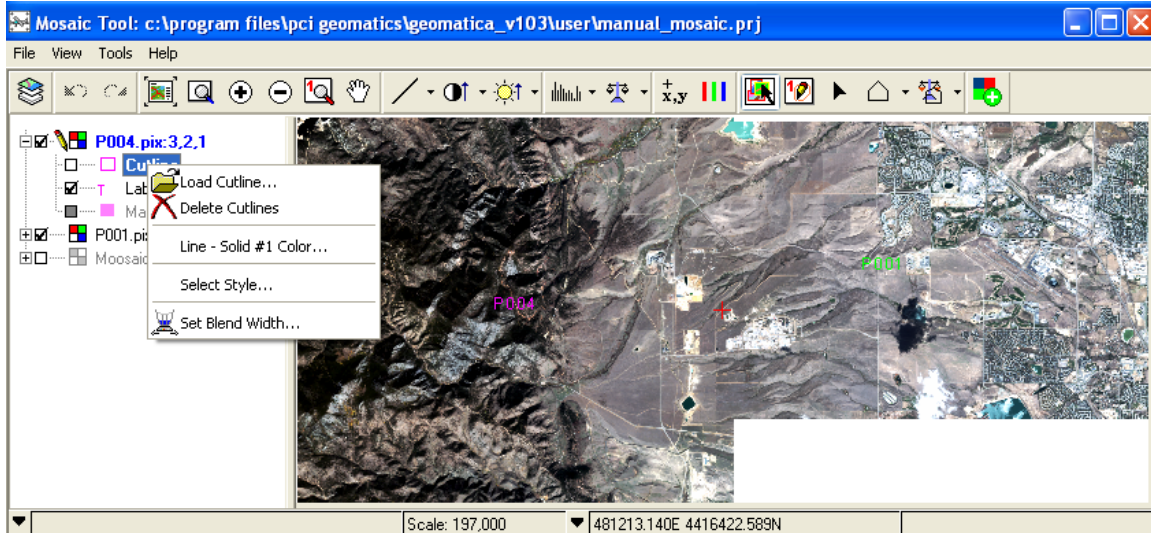 Mosaic Tool: c:\program files\pci geomatics\geomatica_v103\user\manual_mosaic.prj
File View Tools Help
x,y
P004.pix:3,2,1
Cutline
Load Cutline...
Delete Cutlines
P001.pi
Line - Solid #1 Color...
Moosaic
Select Style...
Set Blend Width...
P004
P001
Scale: 197,000
481213.140E 4416422.589N